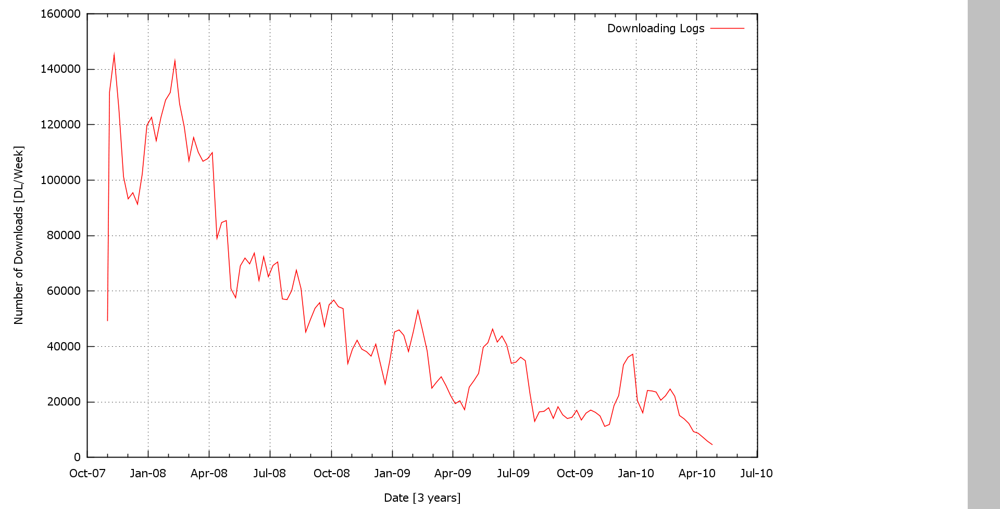 160000
Downloading Logs
140000
120000
100000
80000
60000
40000
20000
0
Number of Downloads [DL/Week]
Oct-07 Jan-08 Apr-08 Jul-08 Oct-08 Jan-09 Apr-09 Jul-09 Oct-09 Jan-10 Apr-10 Jul-10
Date [3 years]